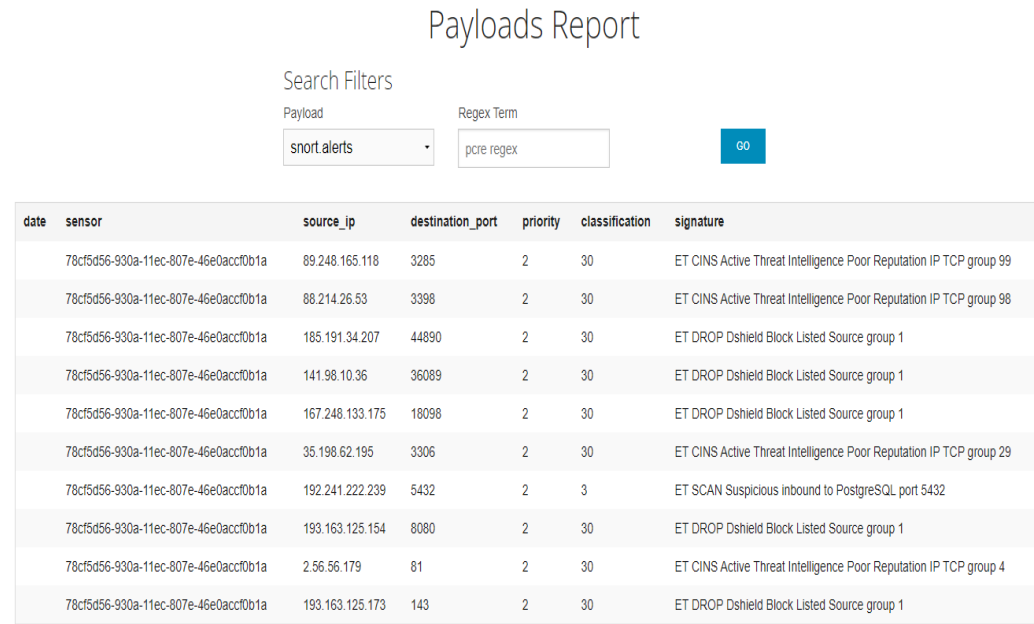 Payloads Report
Search Filters
Payload Regex Term
snort.alerts pcre regex GO
date sensor source_ip destination_port priority classification signature
78cf5d56-930a-11ec-807e-46e0accf0b1a 89.248.165.118 3285 2 30 ET CINS Active Threat Intelligence Poor Reputation IP TCP group 99
78cf5d56-930a-11ec-807e-46e0accf0b1a 88.214.26.53 3398 2 30 ET CINS Active Threat Intelligence Poor Reputation IP TCP group 98
78cf5d56-930a-11ec-807e-46e0accf0b1a 185.191.34.207 44890 2 30 ET DROP Dshield Block Listed Source group 1
78cf5d56-930a-11ec-807e-46e0accf0b1a 141.98.10.36 36089 2 30 ET DROP Dshield Block Listed Source group 1
78cf5d56-930a-11ec-807e-46e0accf0b1a 167.248.133.175 18098 2 30 ET DROP Dshield Block Listed Source group 1
78cf5d56-930a-11ec-807e-46e0accf0b1a 35.198.62.195 3306 2 30 ET CINS Active Threat Intelligence Poor Reputation IP TCP group 29
78cf5d56-930a-11ec-807e-46e0accf0b1a 192.241.222.239 5432 2 3 ET SCAN Suspicious inbound to PostgreSQL port 5432
78cf5d56-930a-11ec-807e-46e0accf0b1a 193.163.125.154 8080 2 30 ET DROP Dshield Block Listed Source group 1
78cf5d56-930a-11ec-807e-46e0accf0b1a 2.56.56.179 81 2 30 ET CINS Active Threat Intelligence Poor Reputation IP TCP group 4
78cf5d56-930a-11ec-807e-46e0accf0b1a 193.163.125.173 143 2 30 ET DROP Dshield Block Listed Source group 1